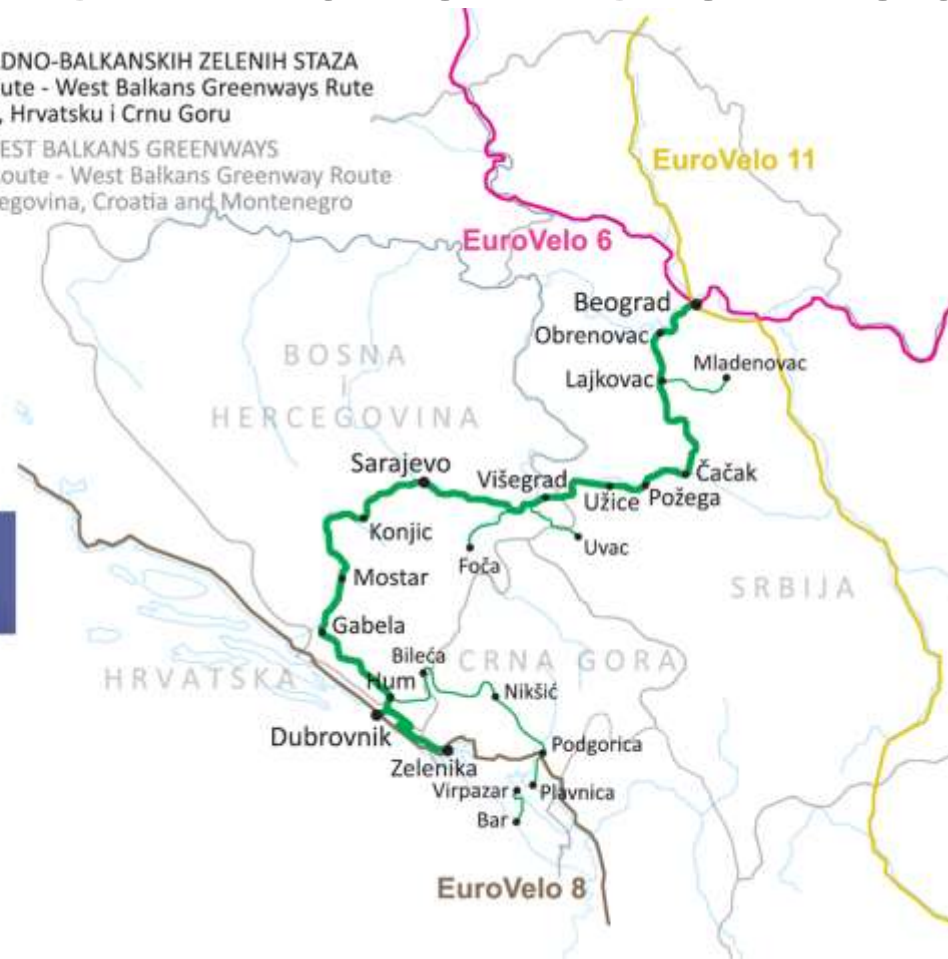 DNO-BALKANSKIH ZELENIH STAZA
ute - West Balkans Greenways Rute
, Hrvatsku i Crnu Goru
EST BALKANS GREENWAYS
oute - West Balkans Greenway Route
egovina, Croatia and Montenegro
EuroVelo 11
EuroVelo 6
Beograd
Obrenovac
Mladenovac
Lajkovac
BOSNA
I
HERCEGOVINA
Sarajevo
Višegrad
Čačak
Užice
Požega
Konjic
Foča
Uvac
Mostar
SRBIJA
Gabela
Bileća
CRNA GORA
HRVATSKA
Hum
Nikšić
Dubrovnik
Podgorica
Zelenika
Virpazar
Plavnica
Bar
EuroVelo 8